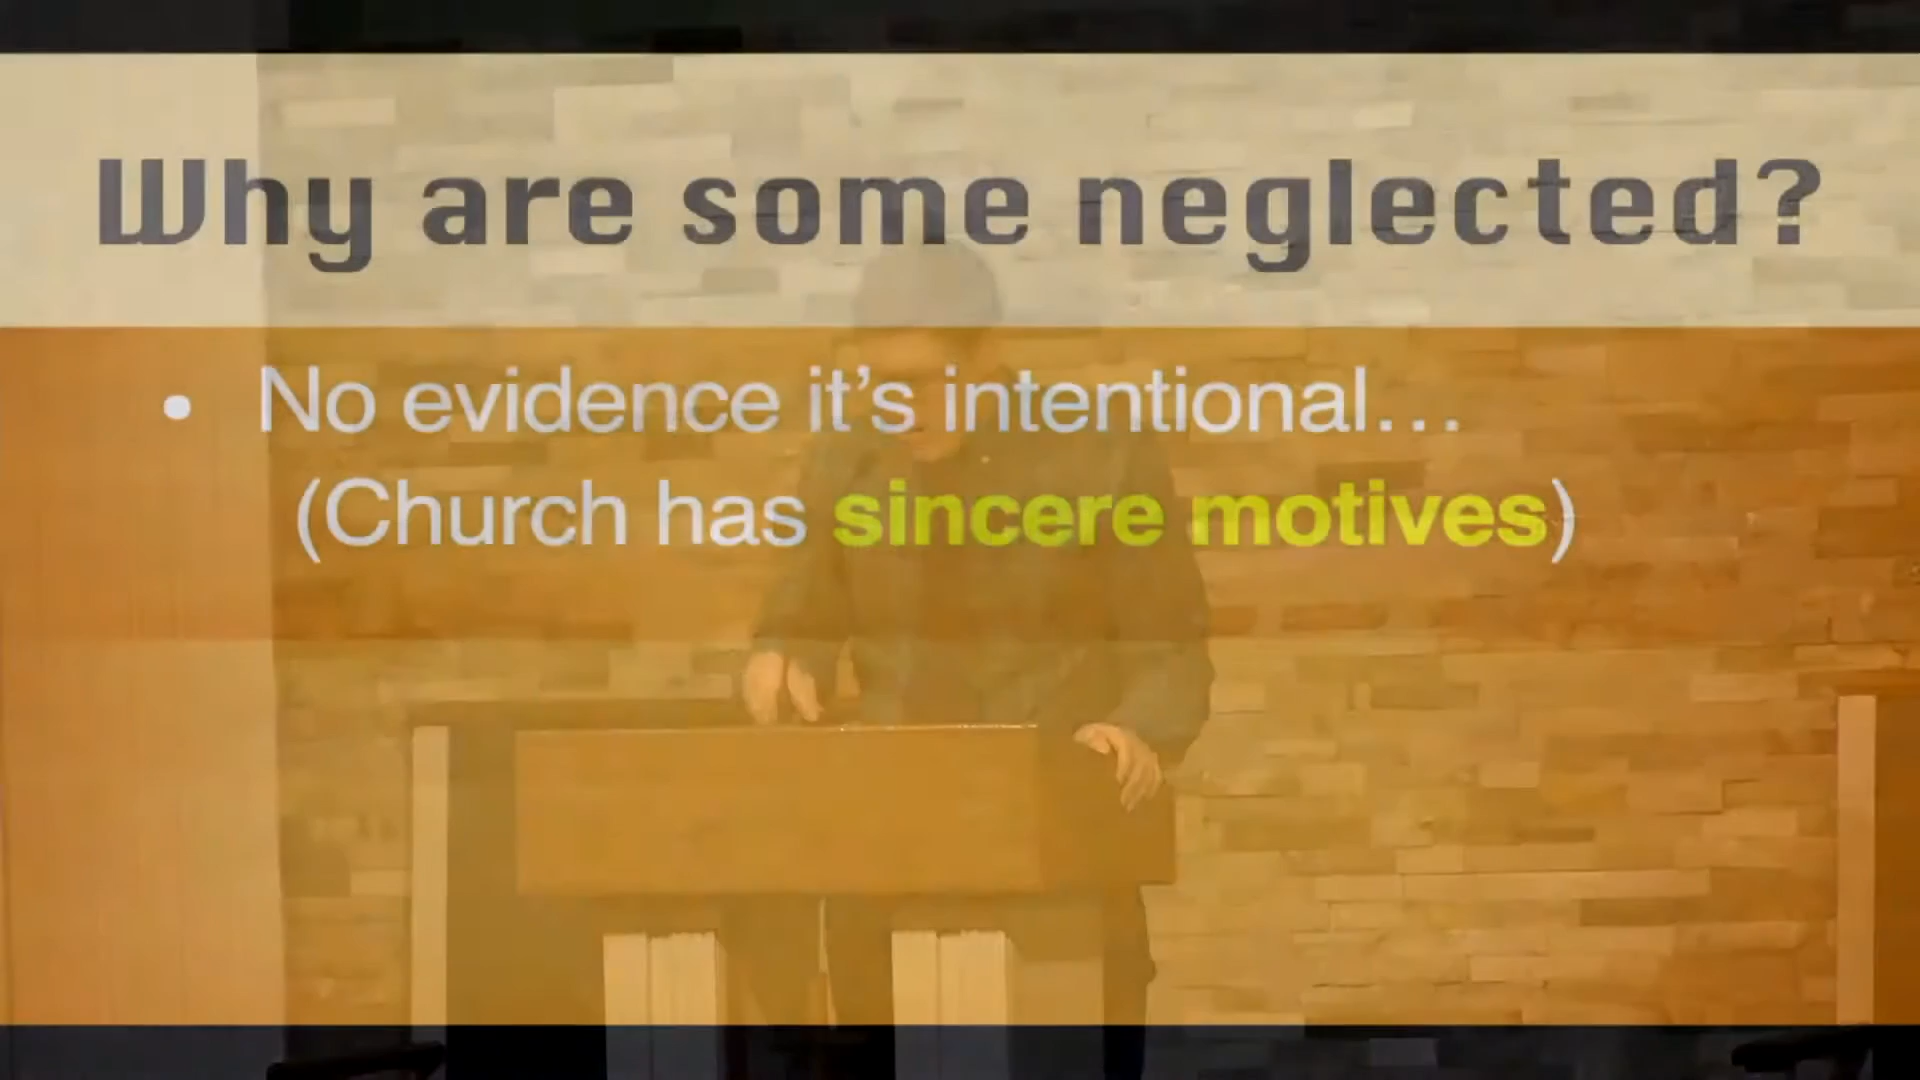 Why are some neglected?
• No evidence it's intentional…
(Church has sincere motives)